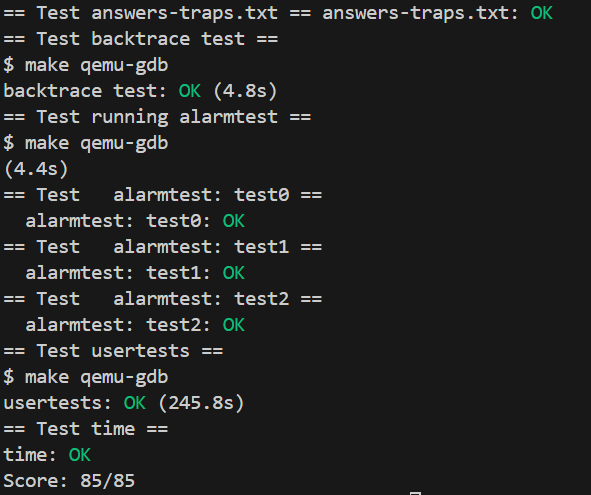 == Test answers-traps.txt == answers-traps.txt: OK
== Test backtrace test ==
$ make qemu-gdb
backtrace test: OK (4.8s)
== Test running alarmtest ==
$ make qemu-gdb
(4.4s)
== Test   alarmtest: test0 ==
  alarmtest: test0: OK
== Test   alarmtest: test1 ==
  alarmtest: test1: OK
== Test   alarmtest: test2 ==
  alarmtest: test2: OK
== Test usertests ==
$ make qemu-gdb
usertests: OK (245.8s)
== Test time ==
time: OK
Score: 85/85